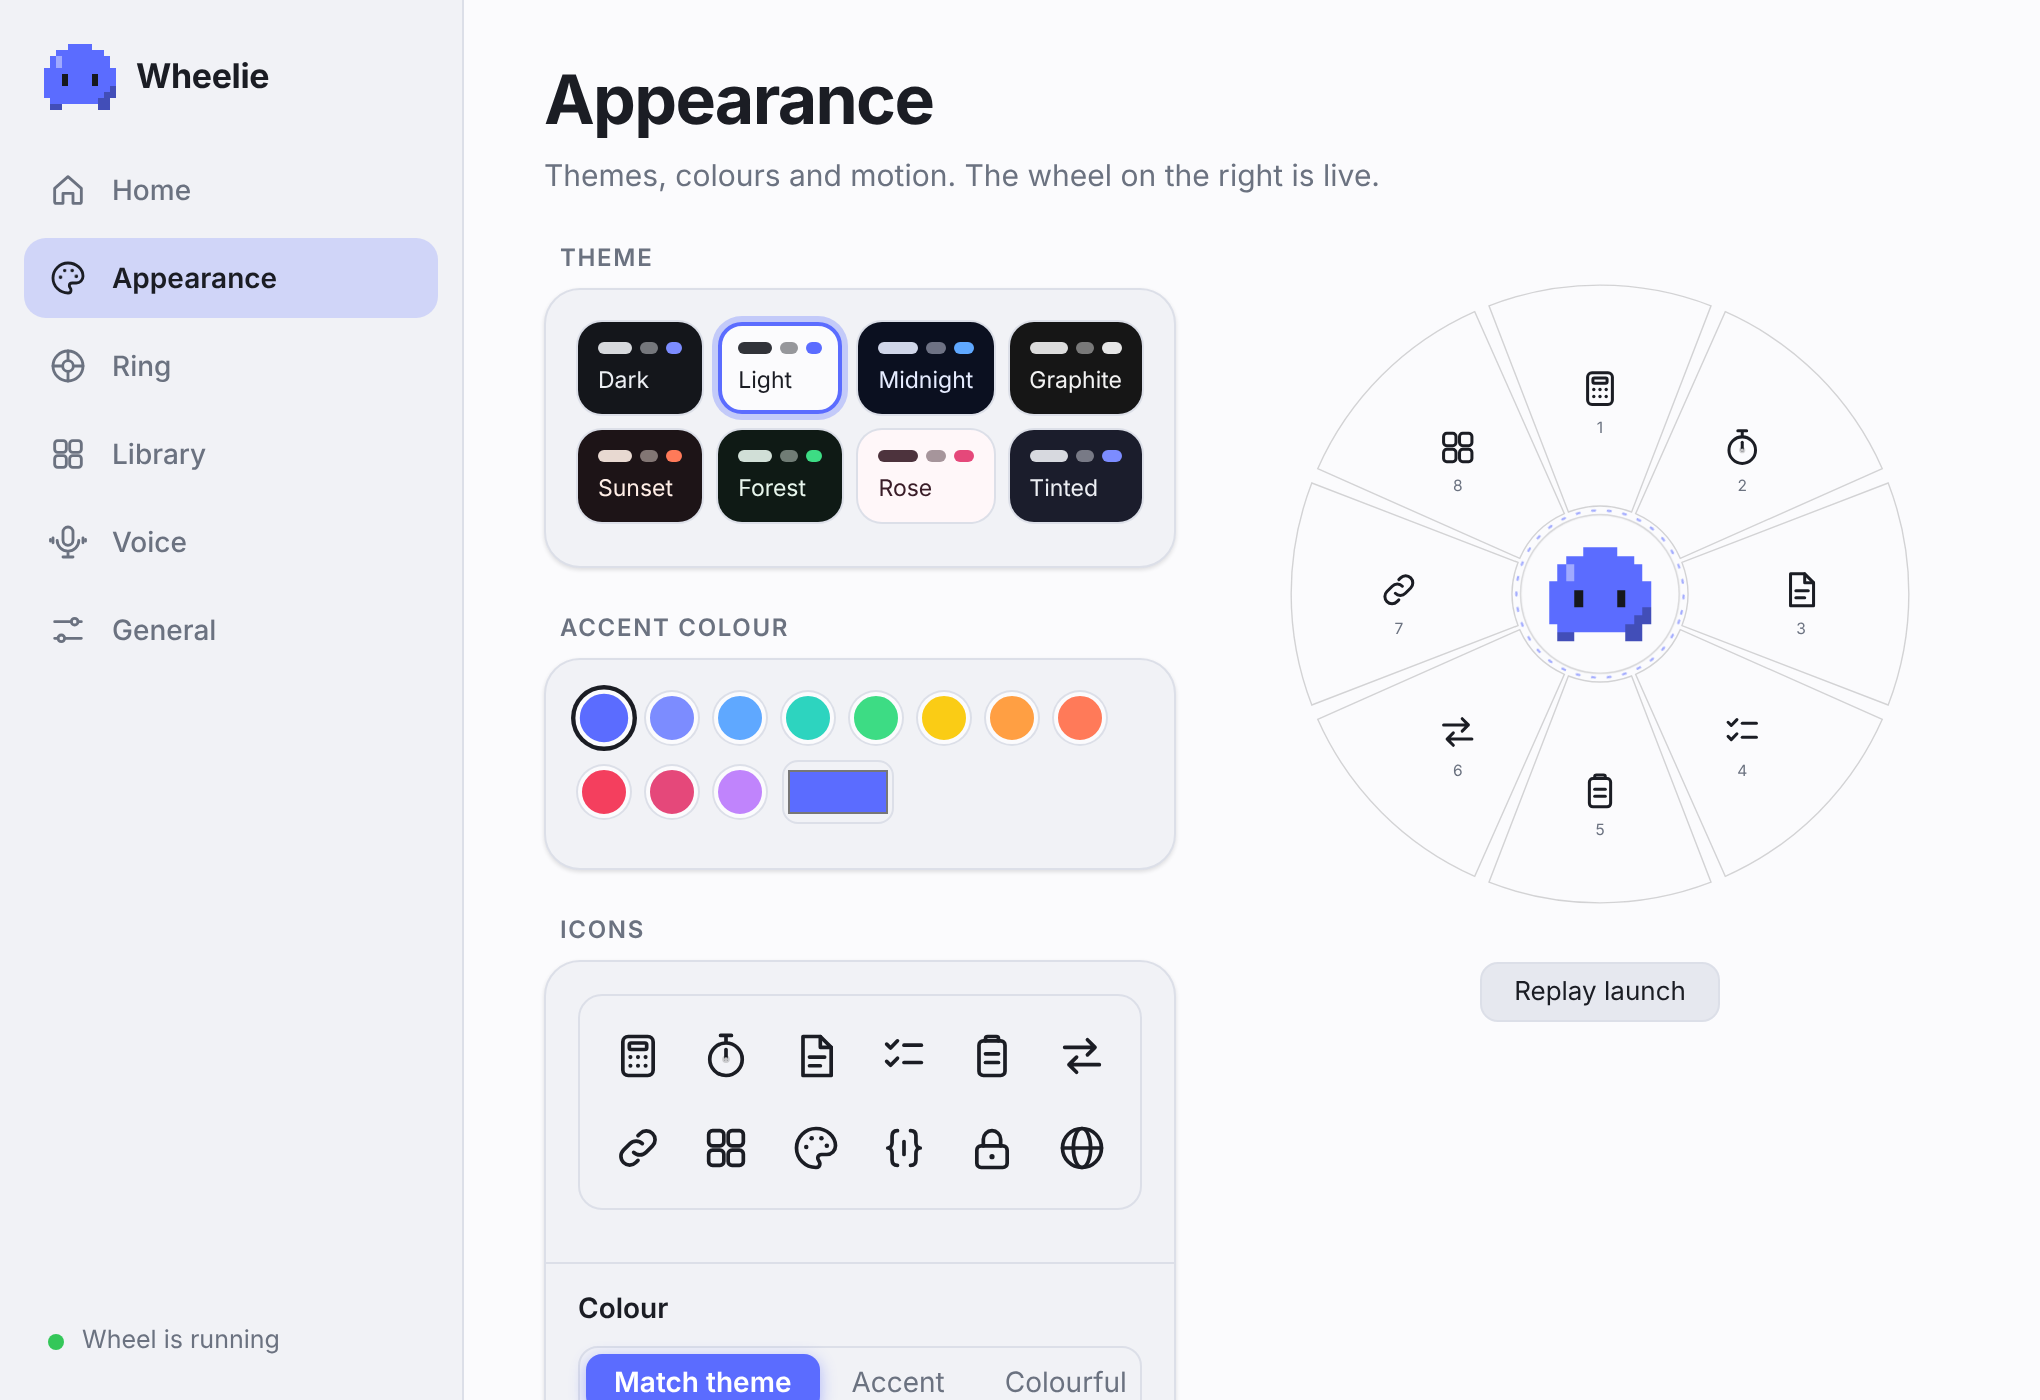 Wheelie
Home
Appearance
Ring
Library
Voice
General
Wheel is running
Appearance
Themes, colours and motion. The wheel on the right is live.
THEME
Dark
Light
Midnight
Graphite
Sunset
Forest
Rose
Tinted
ACCENT COLOUR
ICONS
Colour
Match theme
Accent
Colourful
1
2
3
4
5
6
7
8
Replay launch